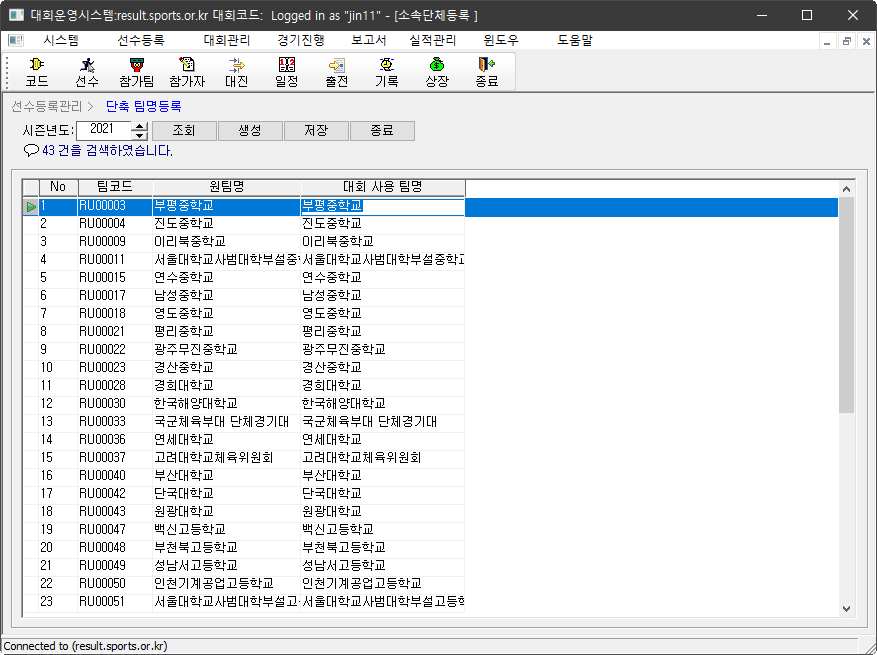 대회운영시스템:result.sports.or.kr 대회코드: Logged in as "jin11" - [소속단체등록 ]
시스템 선수등록 대회관리 경기진행 보고서 실적관리 윈도우 도움말
코드 선수 참가팀 참가자 대진 일정 출전 기록 상장 종료
선수등록관리 > 단축 팀명등록
시즌년도: 2021 조회 생성 저장 종료
43 건을 검색하였습니다.
No 팀코드 원팀명 대회 사용 팀명
1 RU00003 부평중학교 부평중학교
2 RU00004 진도중학교 진도중학교
3 RU00009 이리북중학교 이리북중학교
4 RU00011 서울대학교사범대학부설중 서울대학교사범대학부설중학교
5 RU00015 연수중학교 연수중학교
6 RU00017 남성중학교 남성중학교
7 RU00018 영도중학교 영도중학교
8 RU00021 평리중학교 평리중학교
9 RU00022 광주무진중학교 광주무진중학교
10 RU00023 경산중학교 경산중학교
11 RU00028 경희대학교 경희대학교
12 RU00030 한국해양대학교 한국해양대학교
13 RU00033 국군체육부대 단체경기대 국군체육부대 단체경기대
14 RU00036 연세대학교 연세대학교
15 RU00037 고려대학교체육위원회 고려대학교체육위원회
16 RU00040 부산대학교 부산대학교
17 RU00042 단국대학교 단국대학교
18 RU00043 원광대학교 원광대학교
19 RU00047 백신고등학교 백신고등학교
20 RU00048 부천북고등학교 부천북고등학교
21 RU00049 성남서고등학교 성남서고등학교
22 RU00050 인천기계공업고등학교 인천기계공업고등학교
23 RU00051 서울대학교사범대학부설고 서울대학교사범대학부설고등학
Connected to (result.sports.or.kr)